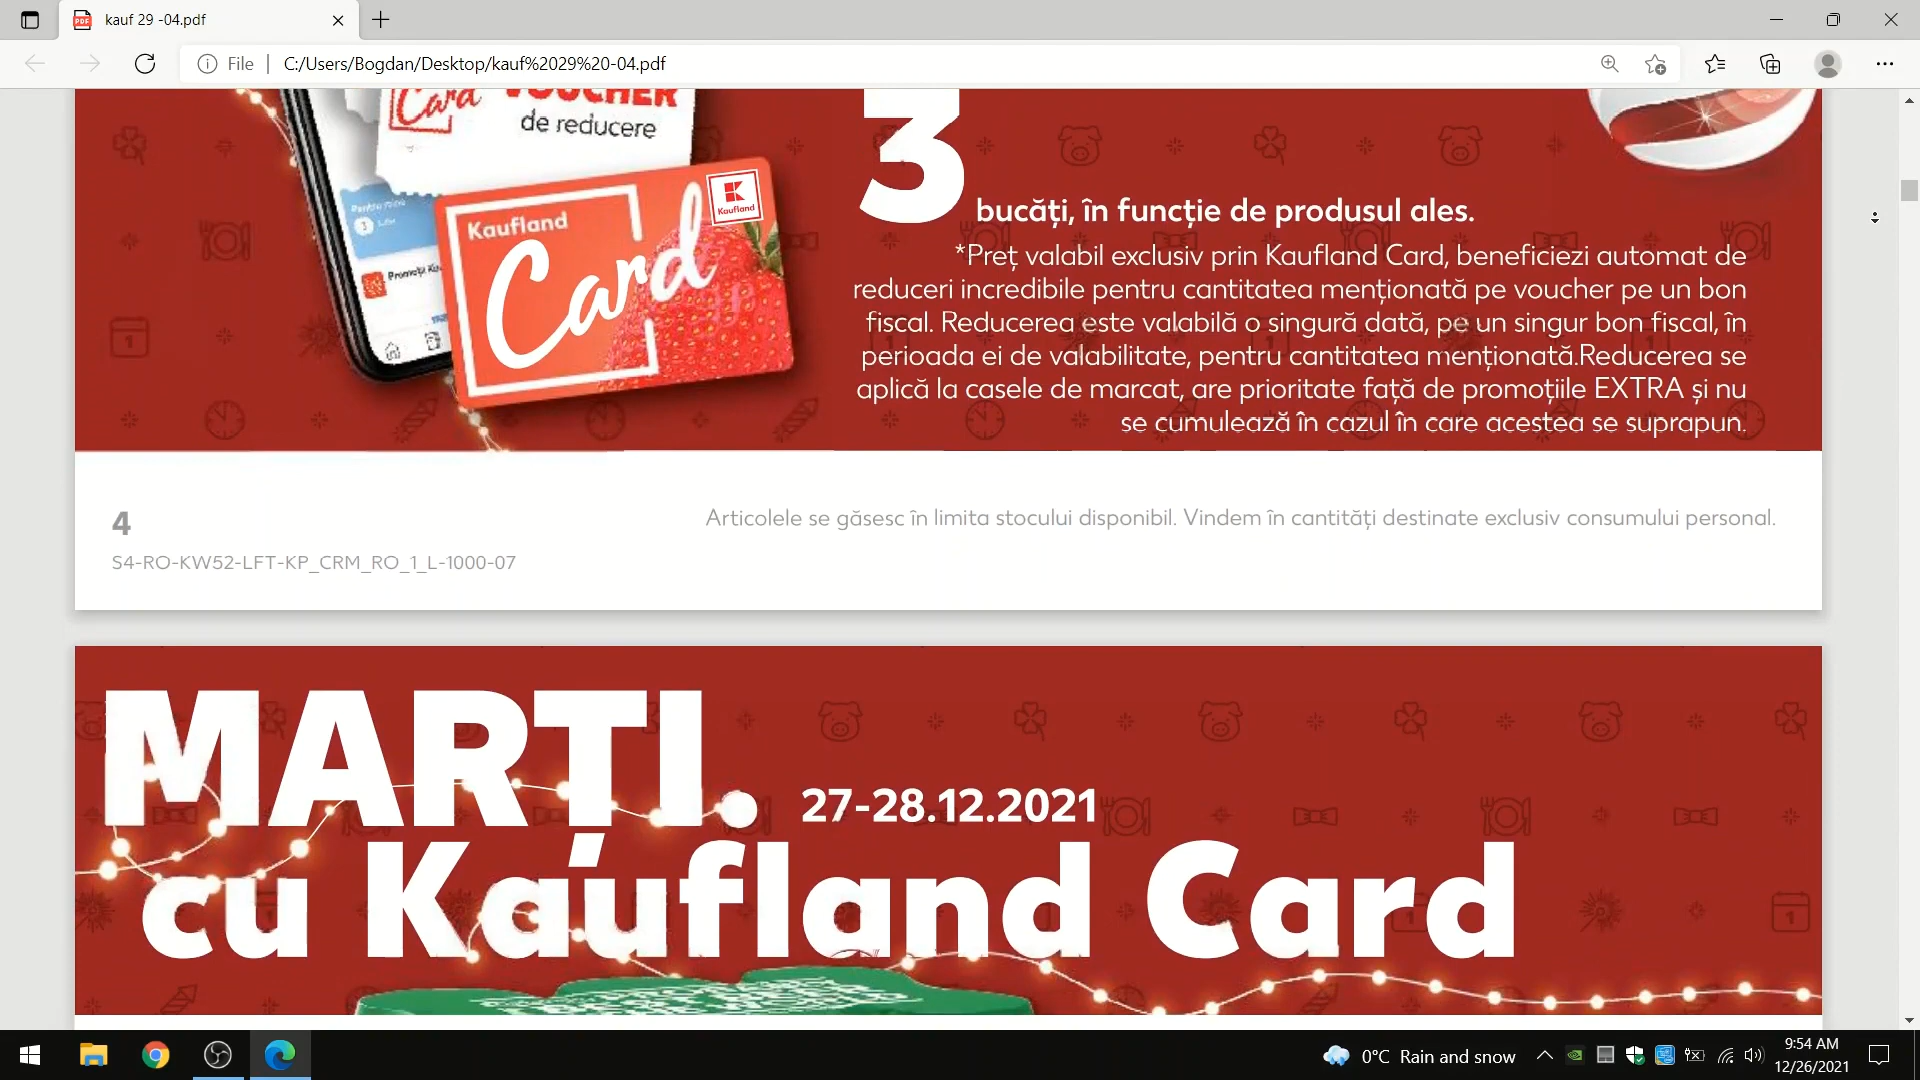 kauf 29 -04.pdf
File
C:/Users/Bogdan/Desktop/kauf%2029%20-04.pdf
Card VOUCHER
de reducere
3
bucăți, în funcție de produsul ales.
*Preț valabil exclusiv prin Kaufland Card, beneficiezi automat de
reduceri incredibile pentru cantitatea menționată pe voucher pe un bon
fiscal. Reducerea este valabilă o singură dată, pe un singur bon fiscal, în
perioada ei de valabilitate, pentru cantitatea menționată.Reducerea se
aplică la casele de marcat, are prioritate față de promoțiile EXTRA și nu
se cumulează în cazul în care acestea se suprapun.
Kaufland
Kaufland
Card
4
Articolele se găsesc în limita stocului disponibil. Vindem în cantități destinate exclusiv consumului personal.
S4-RO-KW52-LFT-KP_CRM_RO_1_L-1000-07
MARȚI.
27-28.12.2021
cu Kaufland Card
0°C Rain and snow
9:54 AM
12/26/2021